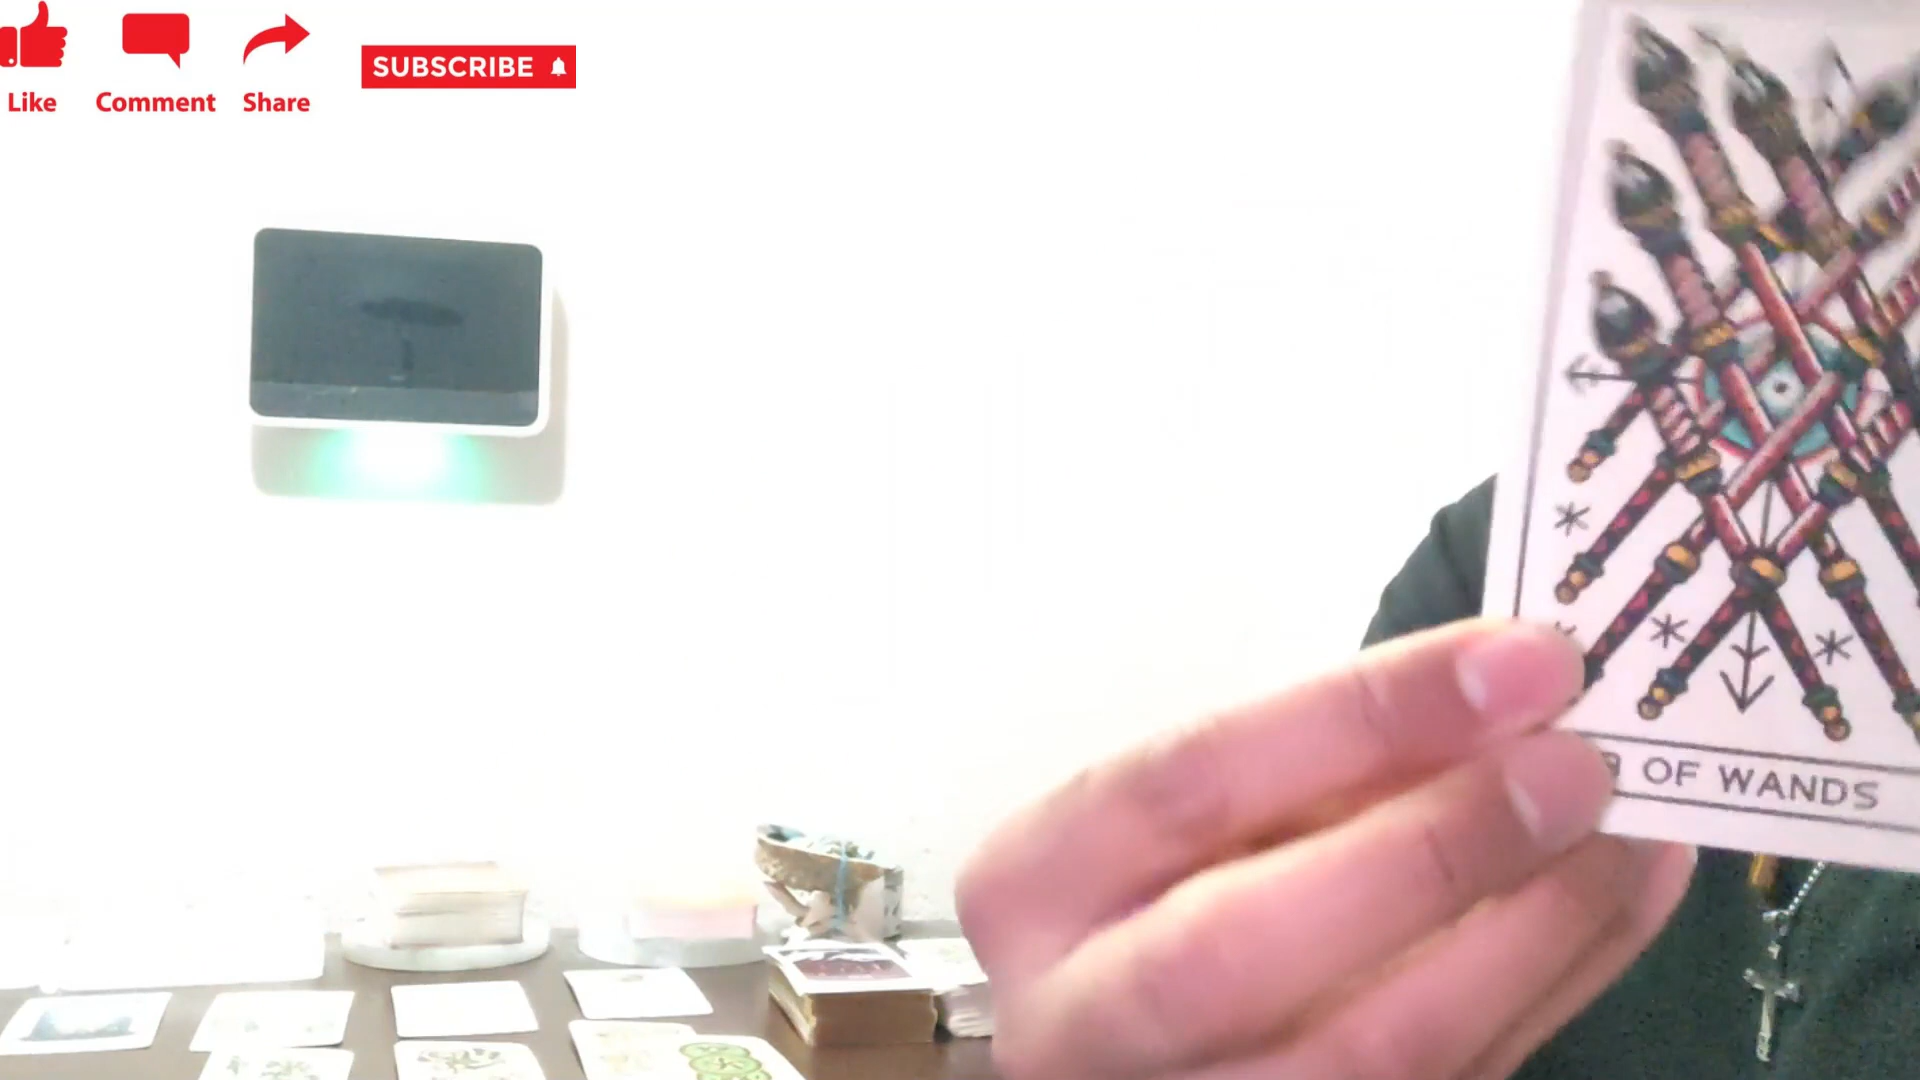 Like
Comment
Share
SUBSCRIBE
OF WANDS